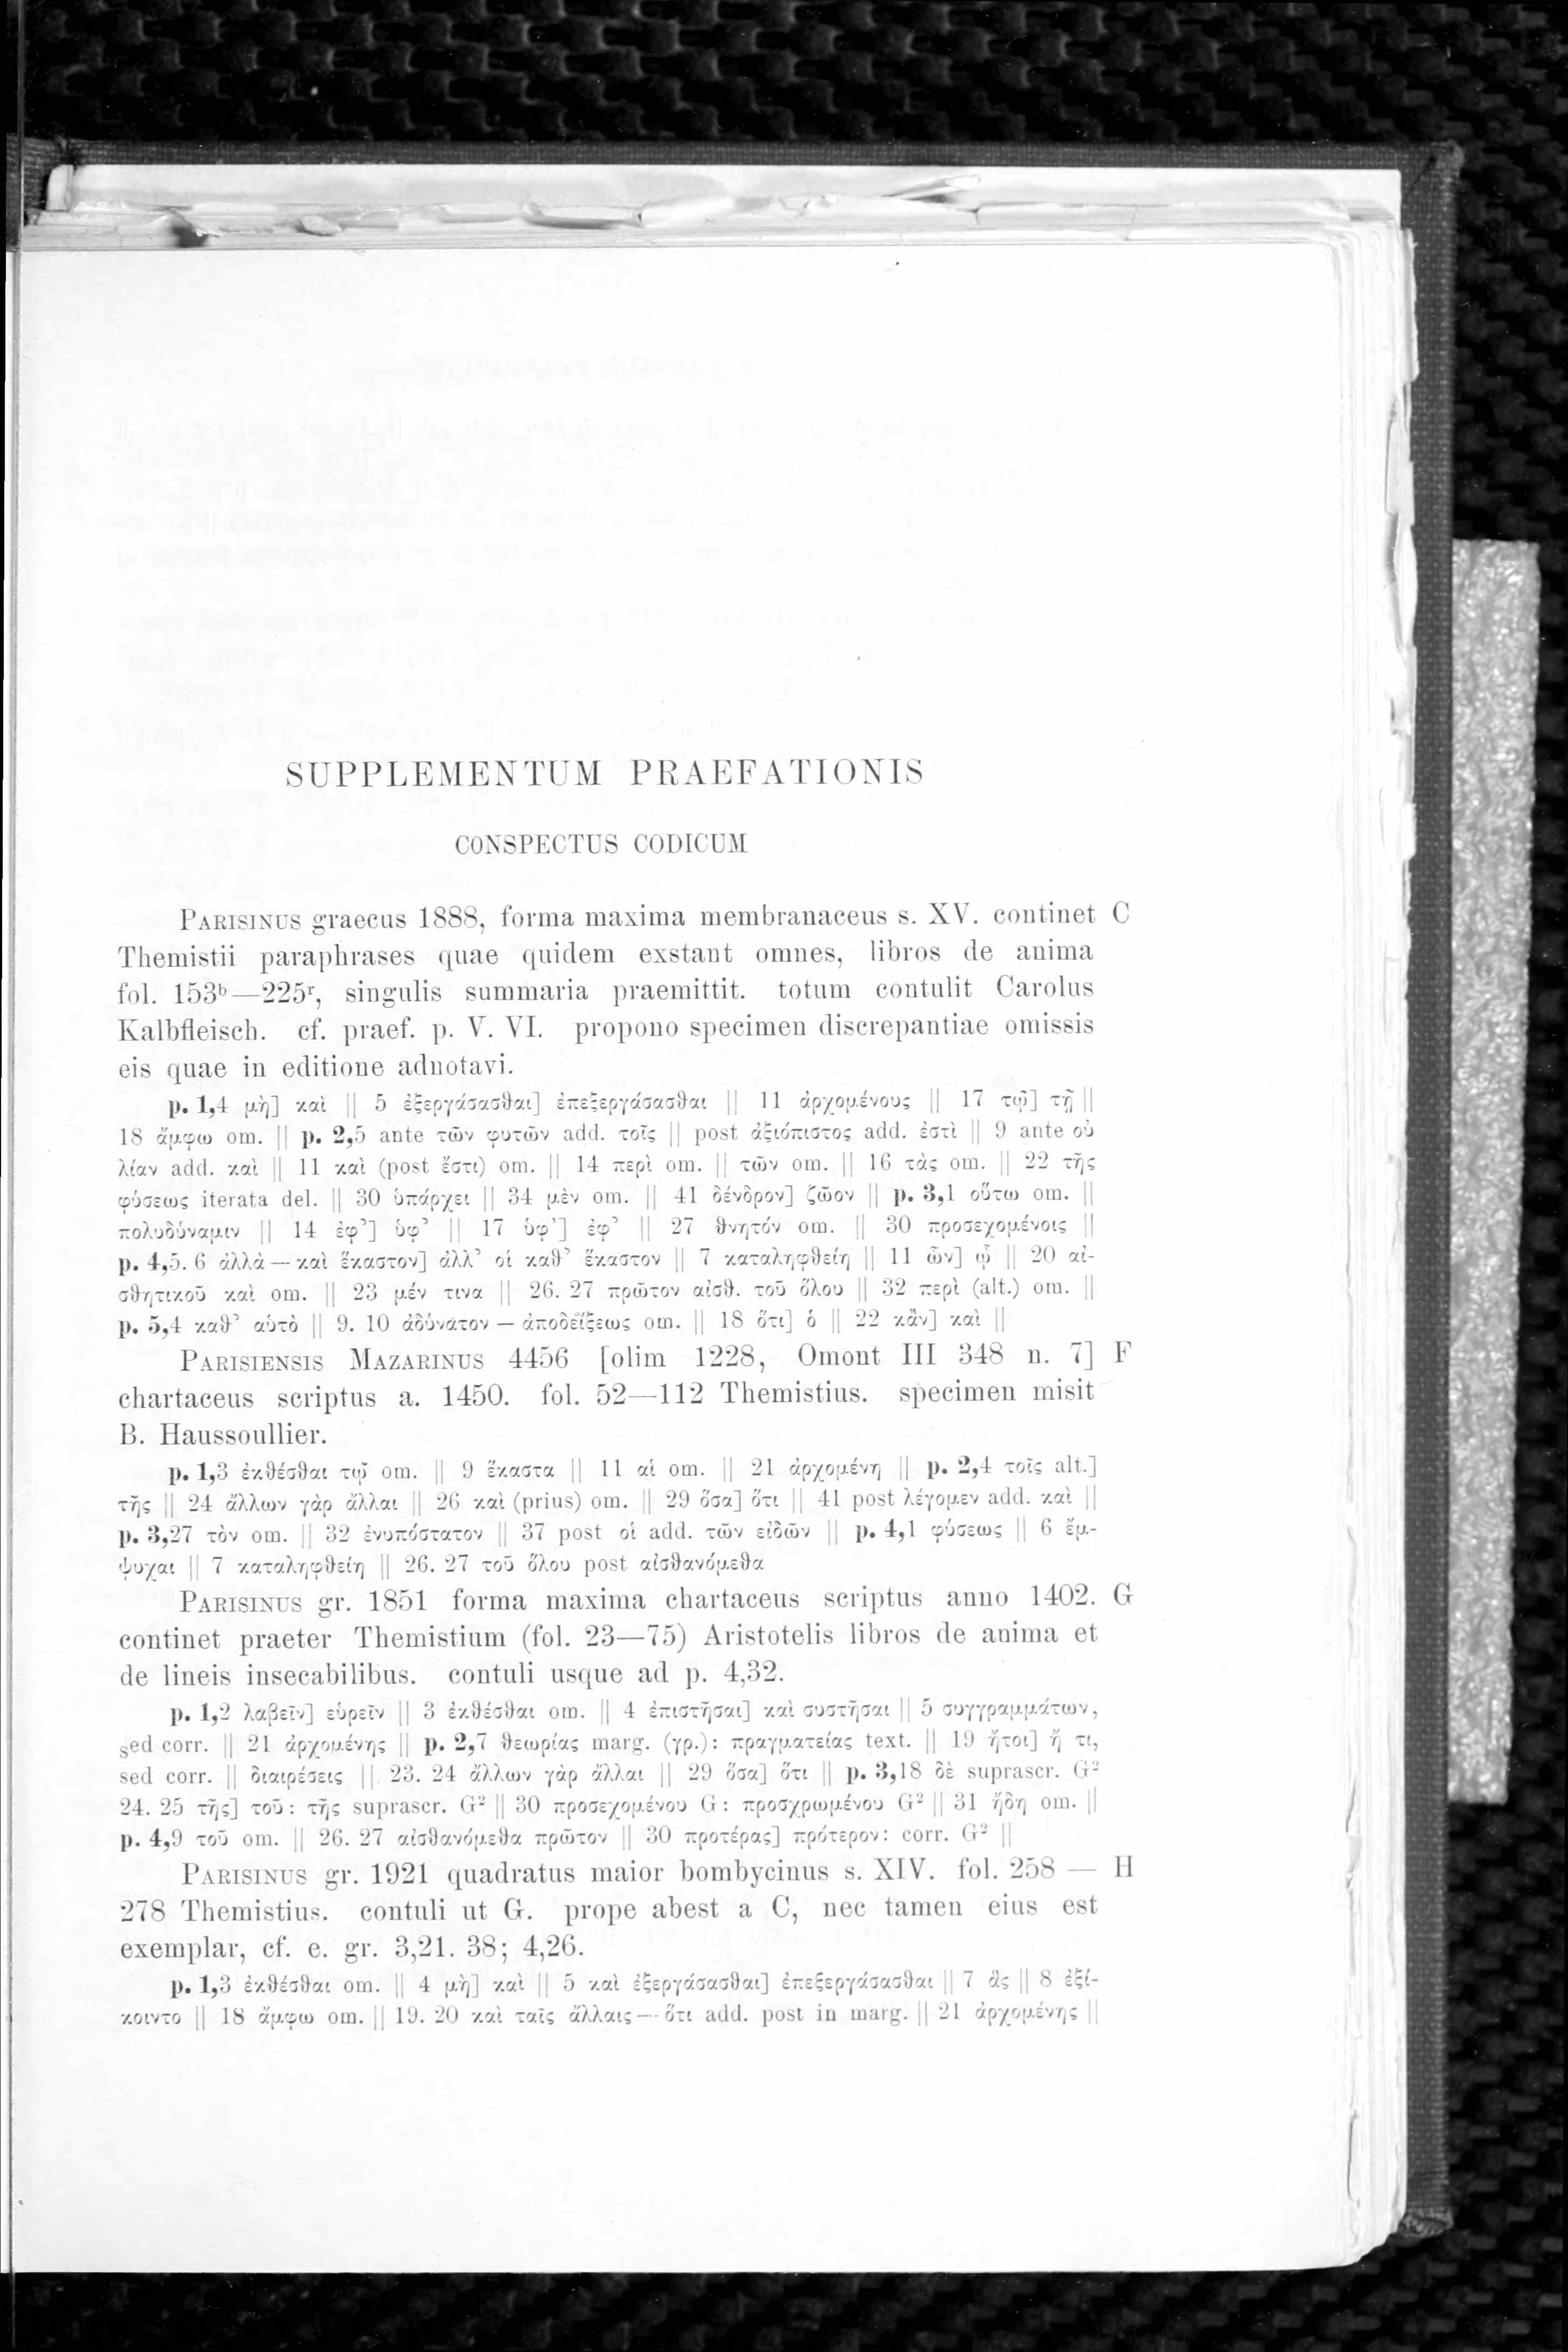 SUPPLEMENTUM PRAEFATIONIS
CONSPECTUS CODICUM
PARISINUS graecus 1888, forma maxima membranaceus s. XV. continet C
Themistii paraphrases quae quidem exstant omnes, libros de anima
fol. 153ᵇ—225ʳ, singulis summaria praemittit. totum contulit Carolus
Kalbfleisch. cf. praef. p. V. VI. propono specimen discrepantiae omissis
eis quae in editione adnotavi.
p. 1,4 μὴ] καὶ || 5 ἐξεργάσασθαι] ἐπεξεργάσασθαι || 11 ἀρχομένους || 17 τῷ] τῇ ||
18 ἄμφω om. || p. 2,5 ante τῶν φυτῶν add. τοῖς || post ἀξιόπιστος add. ἐστὶ || 9 ante οὐ
λίαν add. καὶ || 11 καὶ (post ἔστι) om. || 14 περὶ om. || τῶν om. || 16 τὰς om. || 22 τῆς
φύσεως iterata del. || 30 ὑπάρχει || 34 μὲν om. || 41 δένδρον] ζῶον || p. 3,1 οὕτω om. ||
πολυδύναμιν || 14 ἐφ’] ὑφ’ || 17 ὑφ’] ἐφ’ || 27 θνητόν om. || 30 προσεχομένοις ||
p. 4,5. 6 ἀλλὰ — καὶ ἕκαστον] ἀλλ’ οἱ καθ’ ἕκαστον || 7 καταληφθείη || 11 ὧν] ᾧ || 20 αἰ-
σθητικοῦ καὶ om. || 23 μέν τινα || 26. 27 πρῶτον αἰσθ. τοῦ ὅλου || 32 περὶ (alt.) om. ||
p. 5,4 καθ’ αὑτὸ || 9. 10 ἀδύνατον — ἀποδείξεως om. || 18 ὅτι] ὁ || 22 κἂν] καὶ ||
PARISIENSIS MAZARINUS 4456 [olim 1228, Omont III 348 n. 7] F
chartaceus scriptus a. 1450. fol. 52—112 Themistius. specimen misit
B. Haussoullier.
p. 1,3 ἐκθέσθαι τῷ om. || 9 ἕκαστα || 11 αἱ om. || 21 ἀρχομένη || p. 2,4 τοῖς alt.]
τῆς || 24 ἄλλων γὰρ ἄλλαι || 26 καὶ (prius) om. || 29 ὅσα] ὅτι || 41 post λέγομεν add. καὶ ||
p. 3,27 τὸν om. || 32 ἐνυπόστατον || 37 post οἱ add. τῶν εἰδῶν || p. 4,1 φύσεως || 6 ἔμ-
ψυχαι || 7 καταληφθείη || 26. 27 τοῦ ὅλου post αἰσθανόμεθα
PARISINUS gr. 1851 forma maxima chartaceus scriptus anno 1402. G
continet praeter Themistium (fol. 23—75) Aristotelis libros de anima et
de lineis insecabilibus. contuli usque ad p. 4,32.
p. 1,2 λαβεῖν] εὑρεῖν || 3 ἐκθέσθαι om. || 4 ἐπιστῆσαι] καὶ συστῆσαι || 5 συγγραμμάτων,
sed corr. || 21 ἀρχομένης || p. 2,7 θεωρίας marg. (γρ.): πραγματείας text. || 19 ἤτοι] ἤ τι,
sed corr. || διαιρέσεις || 23. 24 ἄλλων γὰρ ἄλλαι || 29 ὅσα] ὅτι || p. 3,18 δὲ suprascr. G²
24. 25 τῆς] τοῦ: τῆς suprascr. G² || 30 προσεχομένου G: προσχρωμένου G² || 31 ἤδη om. ||
p. 4,9 τοῦ om. || 26. 27 αἰσθανόμεθα πρῶτον || 30 προτέρας] πρότερον: corr. G² ||
PARISINUS gr. 1921 quadratus maior bombycinus s. XIV. fol. 258 — H
278 Themistius. contuli ut G. prope abest a C, nec tamen eius est
exemplar, cf. e. gr. 3,21. 38; 4,26.
p. 1,3 ἐκθέσθαι om. || 4 μὴ] καὶ || 5 καὶ ἐξεργάσασθαι] ἐπεξεργάσασθαι || 7 ἃς || 8 ἐξί-
κοιντο || 18 ἄμφω om. || 19. 20 καὶ ταῖς ἄλλαις — ὅτι add. post in marg. || 21 ἀρχομένης ||